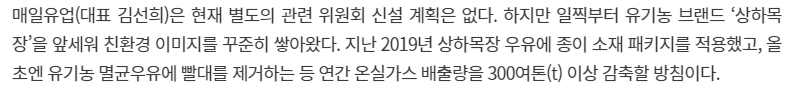 매일유업(대표 김선희)은 현재 별도의 관련 위원회 신설 계획은 없다. 하지만 일찍부터 유기농 브랜드 ‘상하목
장’을 앞세워 친환경 이미지를 꾸준히 쌓아왔다. 지난 2019년 상하목장 우유에 종이 소재 패키지를 적용했고, 올
초엔 유기농 멸균우유에 빨대를 제거하는 등 연간 온실가스 배출량을 300여톤(t) 이상 감축할 방침이다.